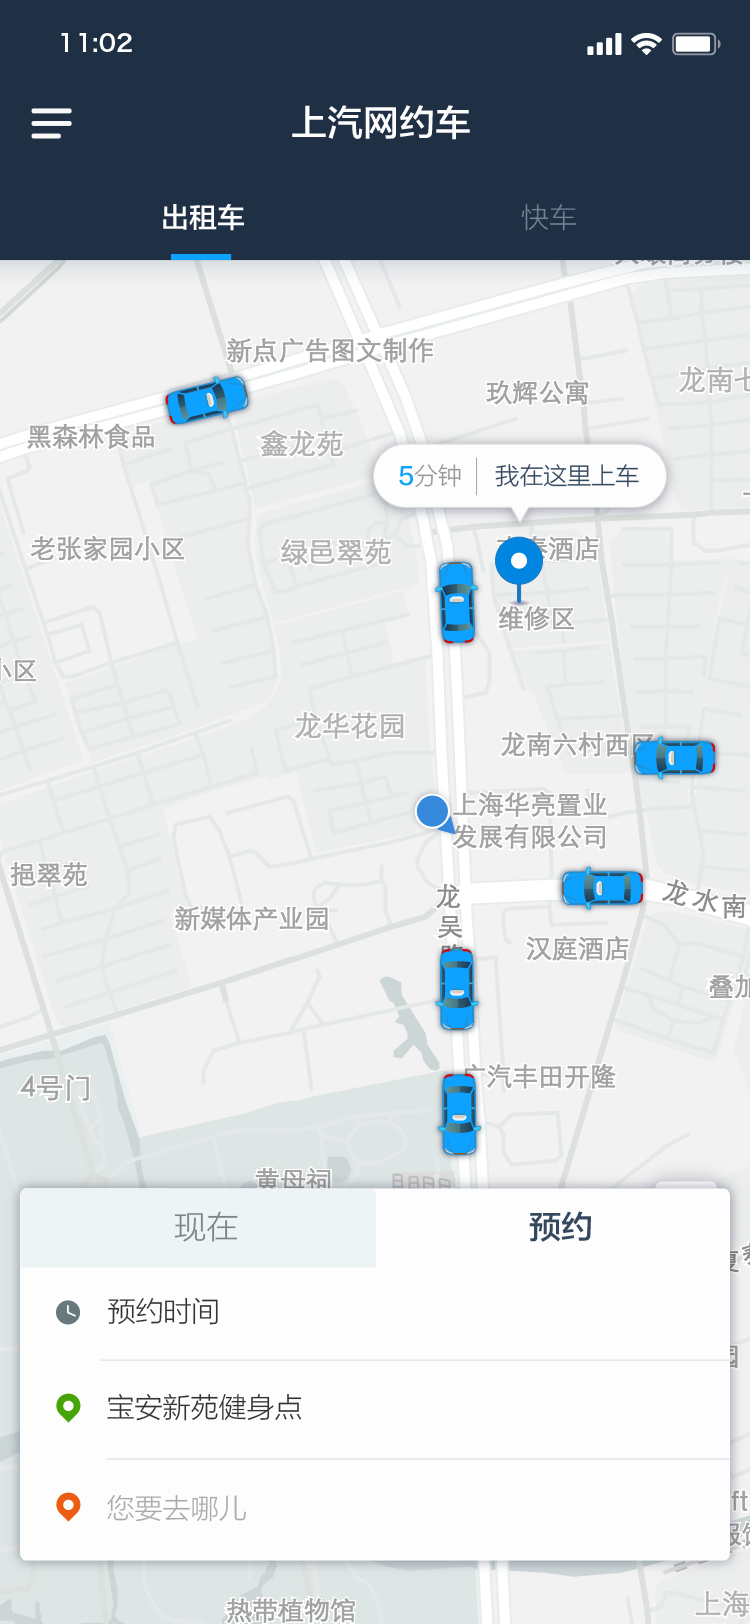 11:02
上汽网约车
出租车
快车
新点广告图文制作
玖辉公寓
龙南七
黑森林食品
鑫龙苑
5分钟
我在这里上车
老张家园小区
绿邑翠苑
酒店
维修区
小区
龙华花园
龙南六村西区
上海华亮置业
发展有限公司
挹翠苑
龙吴
龙水南
新媒体产业园
汉庭酒店
叠加
广汽丰田开隆
4号门
黄母祠
现在
预约
预约时间
宝安新苑健身点
您要去哪儿
热带植物馆
上海